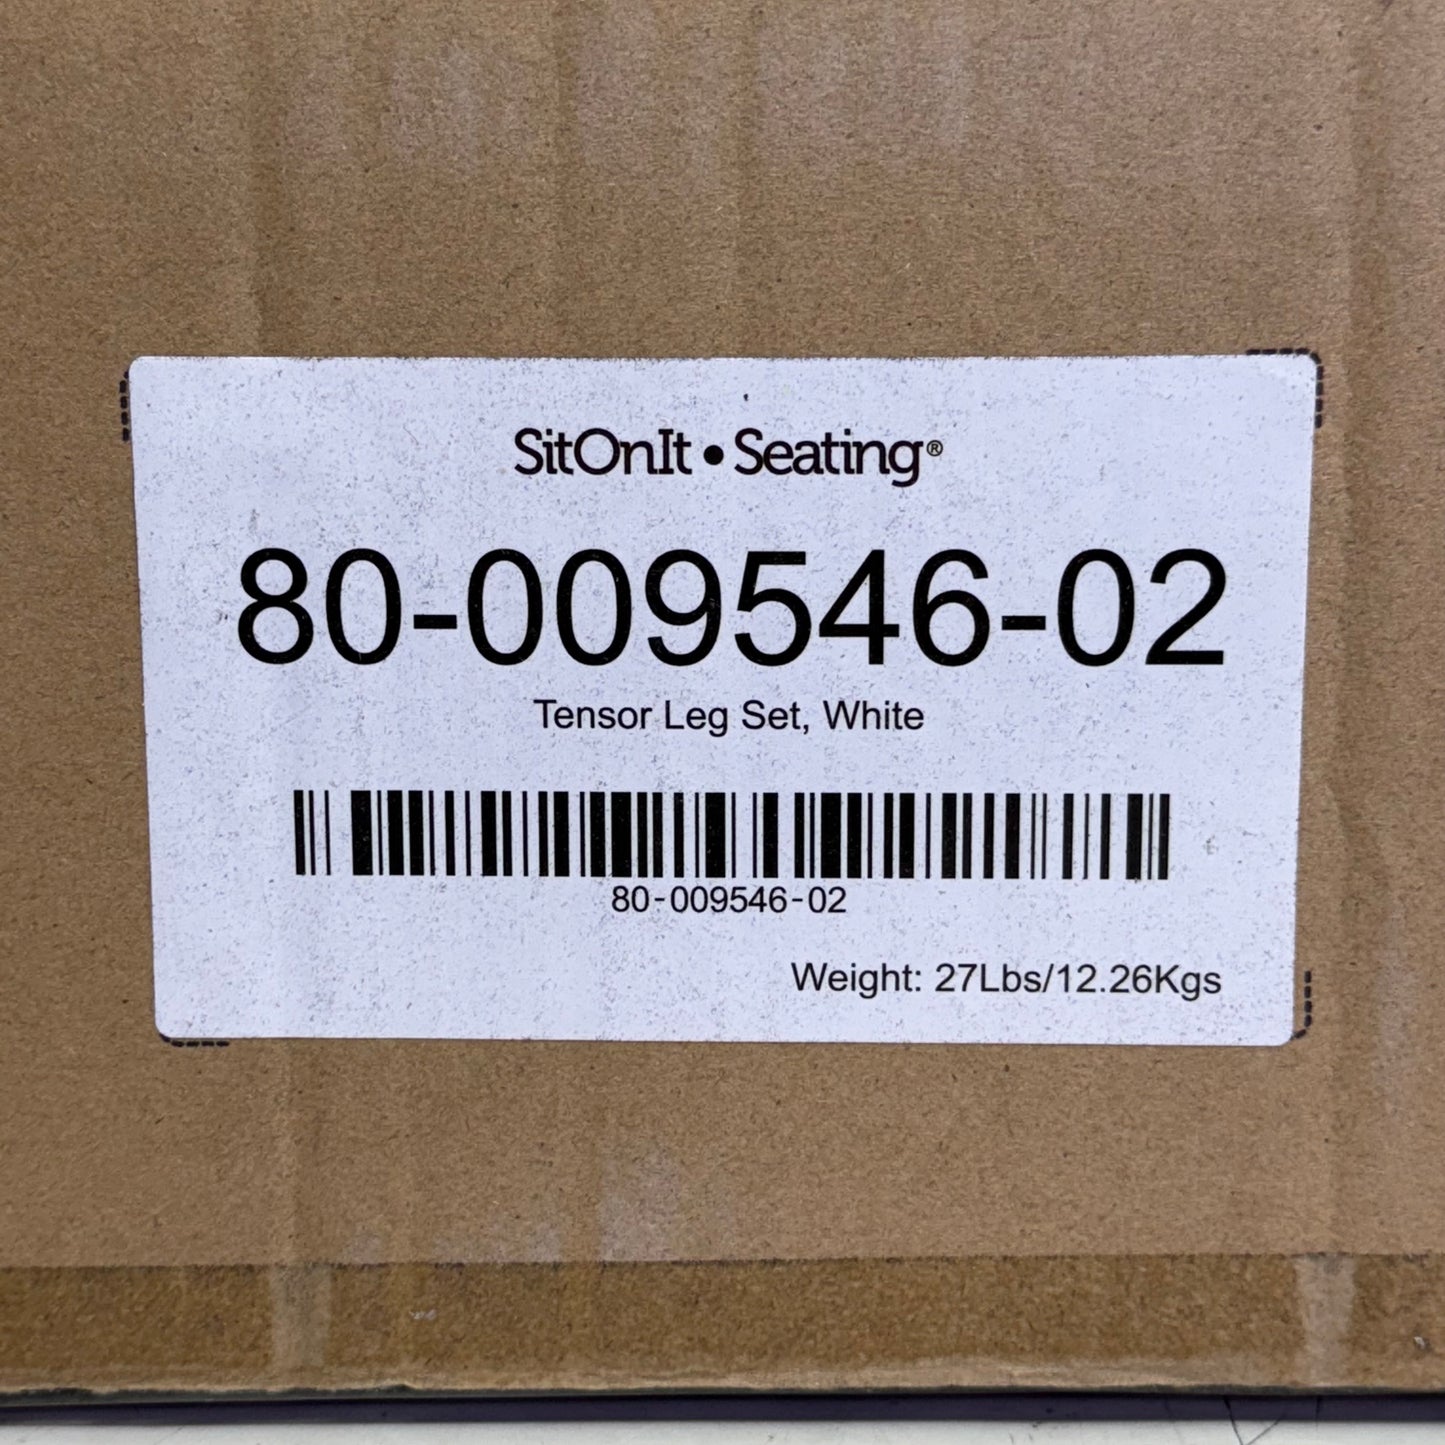 SitOnIt • Seating®
80-009546-02
Tensor Leg Set, White
80-009546-02
Weight: 27Lbs/12.26Kgs